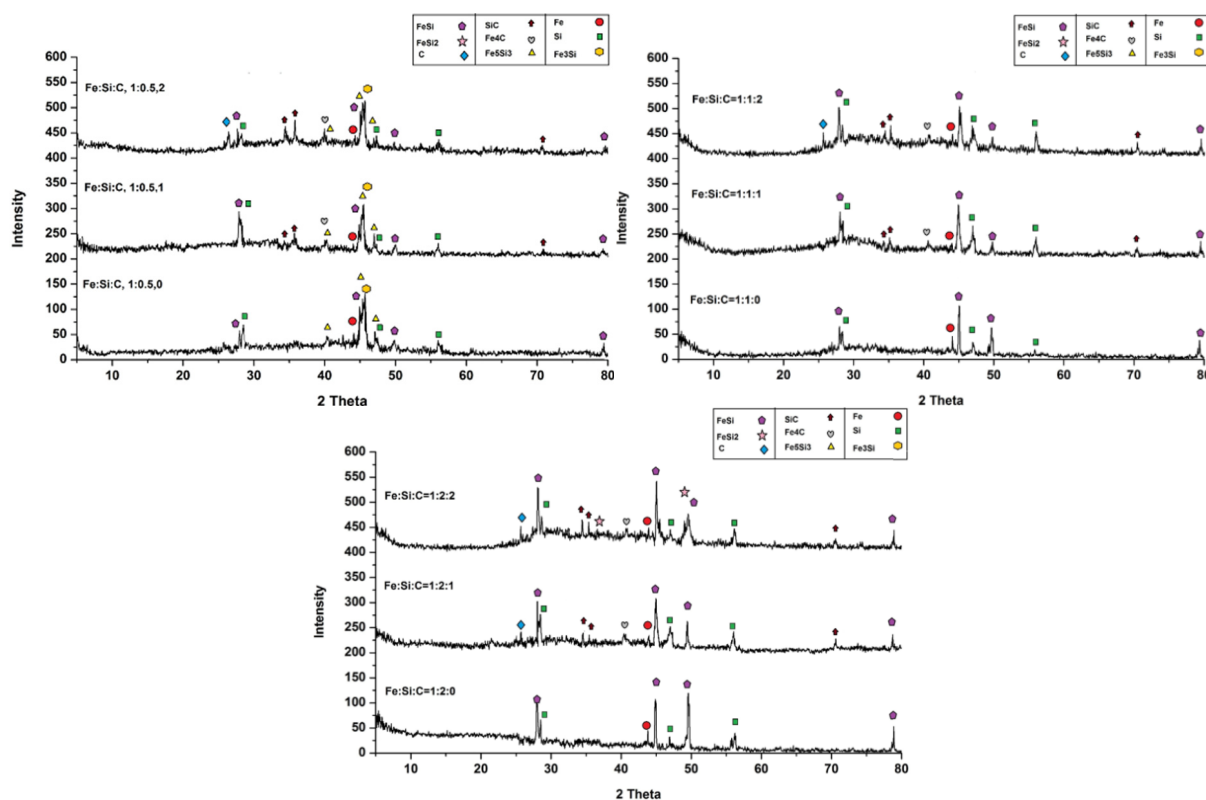 FeSi SiC Fe
FeSi2 Fe4C Si
C Fe5Si3 Fe3Si
600
550
500
450
400
350
300
250
200
150
100
50
0
Intensity
Fe:Si:C, 1:0.5,2
Fe:Si:C, 1:0.5,1
Fe:Si:C, 1:0.5,0
10 20 30 40 50 60 70 80
2 Theta
FeSi SiC Fe
FeSi2 Fe4C Si
C Fe5Si3 Fe3Si
600
550
500
450
400
350
300
250
200
150
100
50
0
Intensity
Fe:Si:C=1:1:2
Fe:Si:C=1:1:1
Fe:Si:C=1:1:0
10 20 30 40 50 60 70 80
2 Theta
FeSi SiC Fe
FeSi2 Fe4C Si
C Fe5Si3 Fe3Si
600
550
500
450
400
350
300
250
200
150
100
50
0
Intensity
Fe:Si:C=1:2:2
Fe:Si:C=1:2:1
Fe:Si:C=1:2:0
10 20 30 40 50 60 70 80
2 Theta